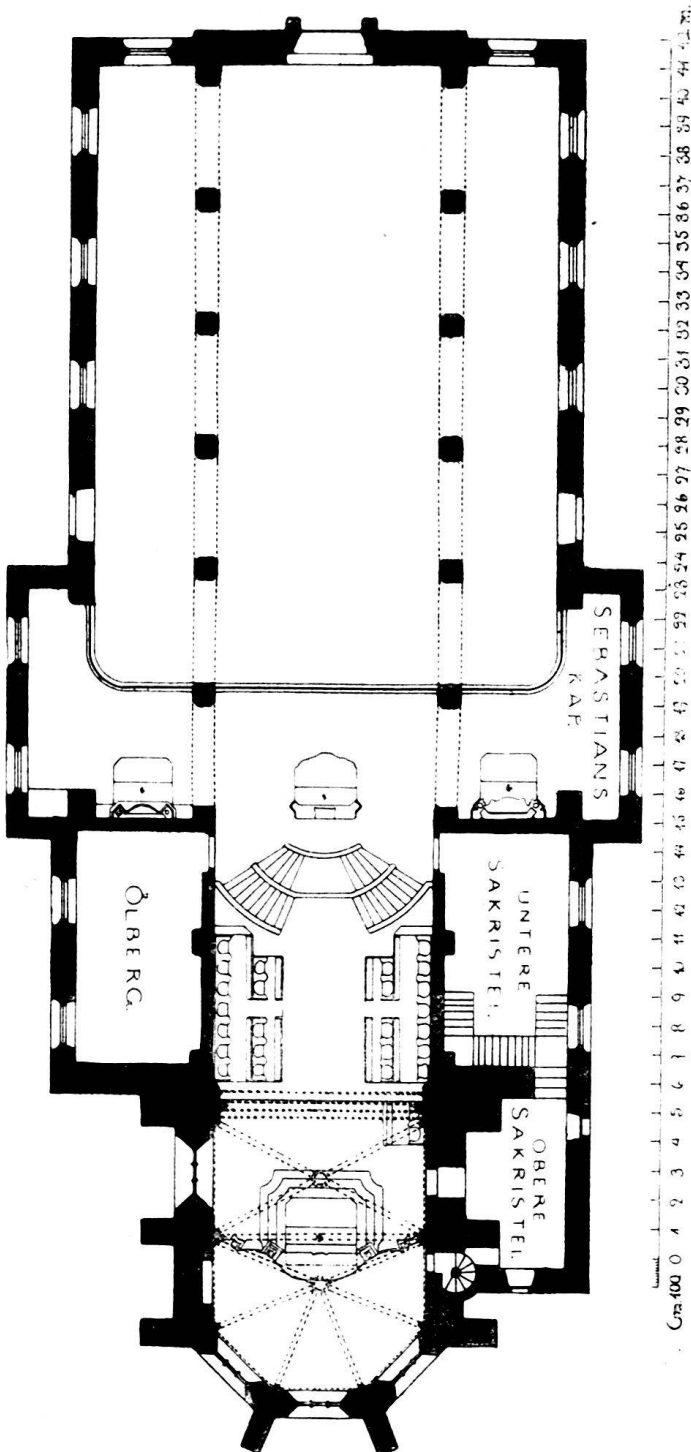 SEBASTIANS
KAP.
ÖLBERG.
UNTERE
SAKRISTEI.
OBERE
SAKRISTEI.
Cm 100 0 1 2 3 4 5 6 7 8 9 10 11 12 13 14 15 16 17 18 19 20 21 22 23 24 25 26 27 28 29 30 31 32 33 34 35 36 37 38 39 40 41 42 m.